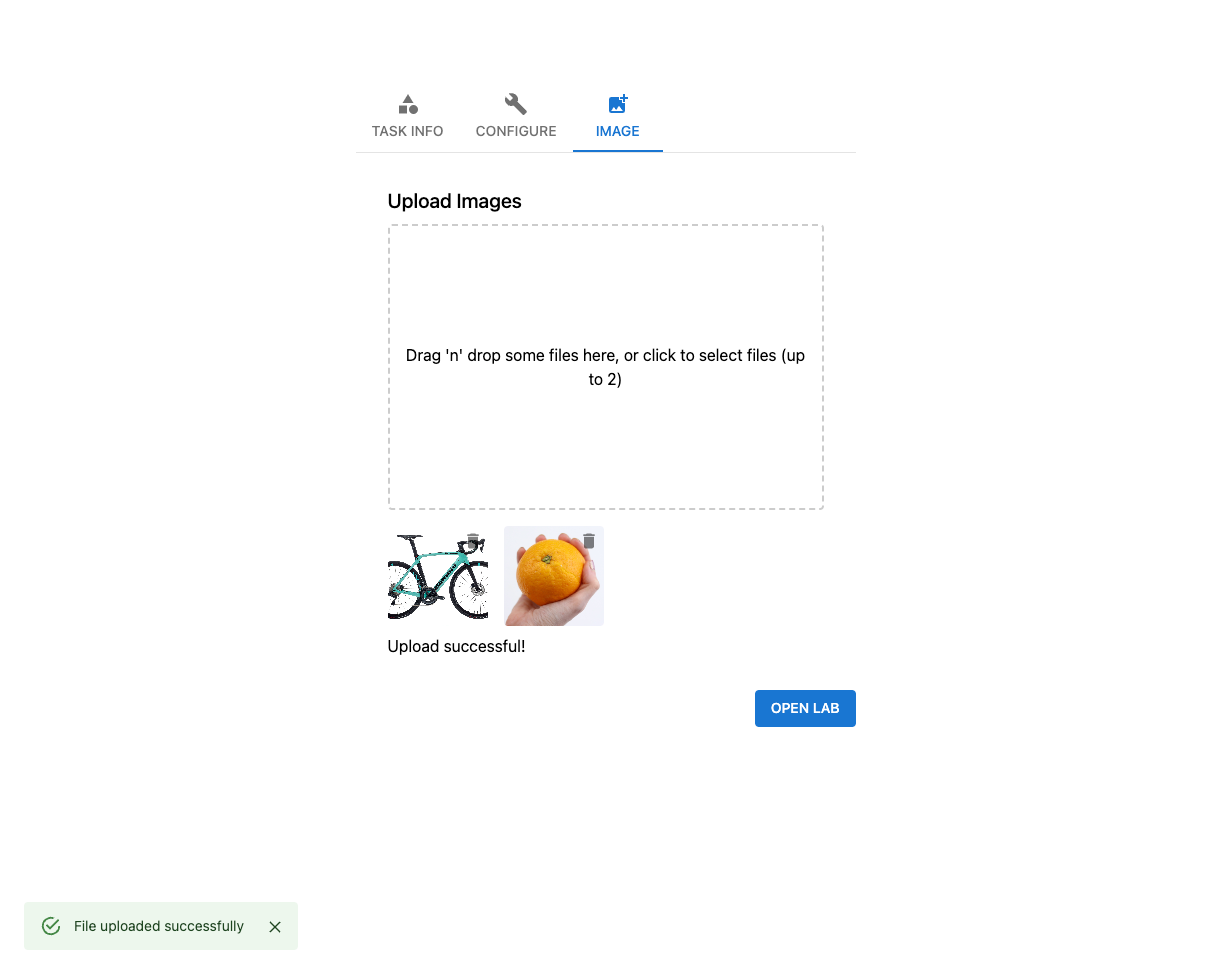 TASK INFO
CONFIGURE
IMAGE
Upload Images
Drag 'n' drop some files here, or click to select files (up
to 2)
Upload successful!
OPEN LAB
File uploaded successfully